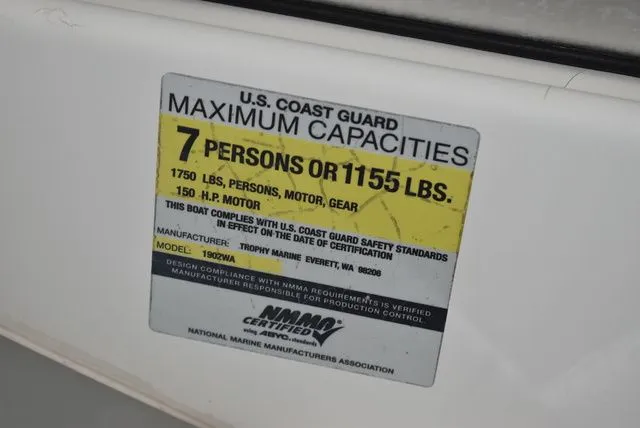 U.S. COAST GUARD
MAXIMUM CAPACITIES
7 PERSONS OR 1155 LBS.
1750 LBS, PERSONS, MOTOR, GEAR
150 H.P. MOTOR
THIS BOAT COMPLIES WITH U.S. COAST GUARD SAFETY STANDARDS
IN EFFECT ON THE DATE OF CERTIFICATION
MANUFACTURER: TROPHY MARINE EVERETT, WA 98206
MODEL: 1902WA
DESIGN COMPLIANCE WITH NMMA REQUIREMENTS IS VERIFIED
MANUFACTURER RESPONSIBLE FOR PRODUCTION CONTROL.
NMMA
CERTIFIED
using ABYC standards
NATIONAL MARINE MANUFACTURERS ASSOCIATION